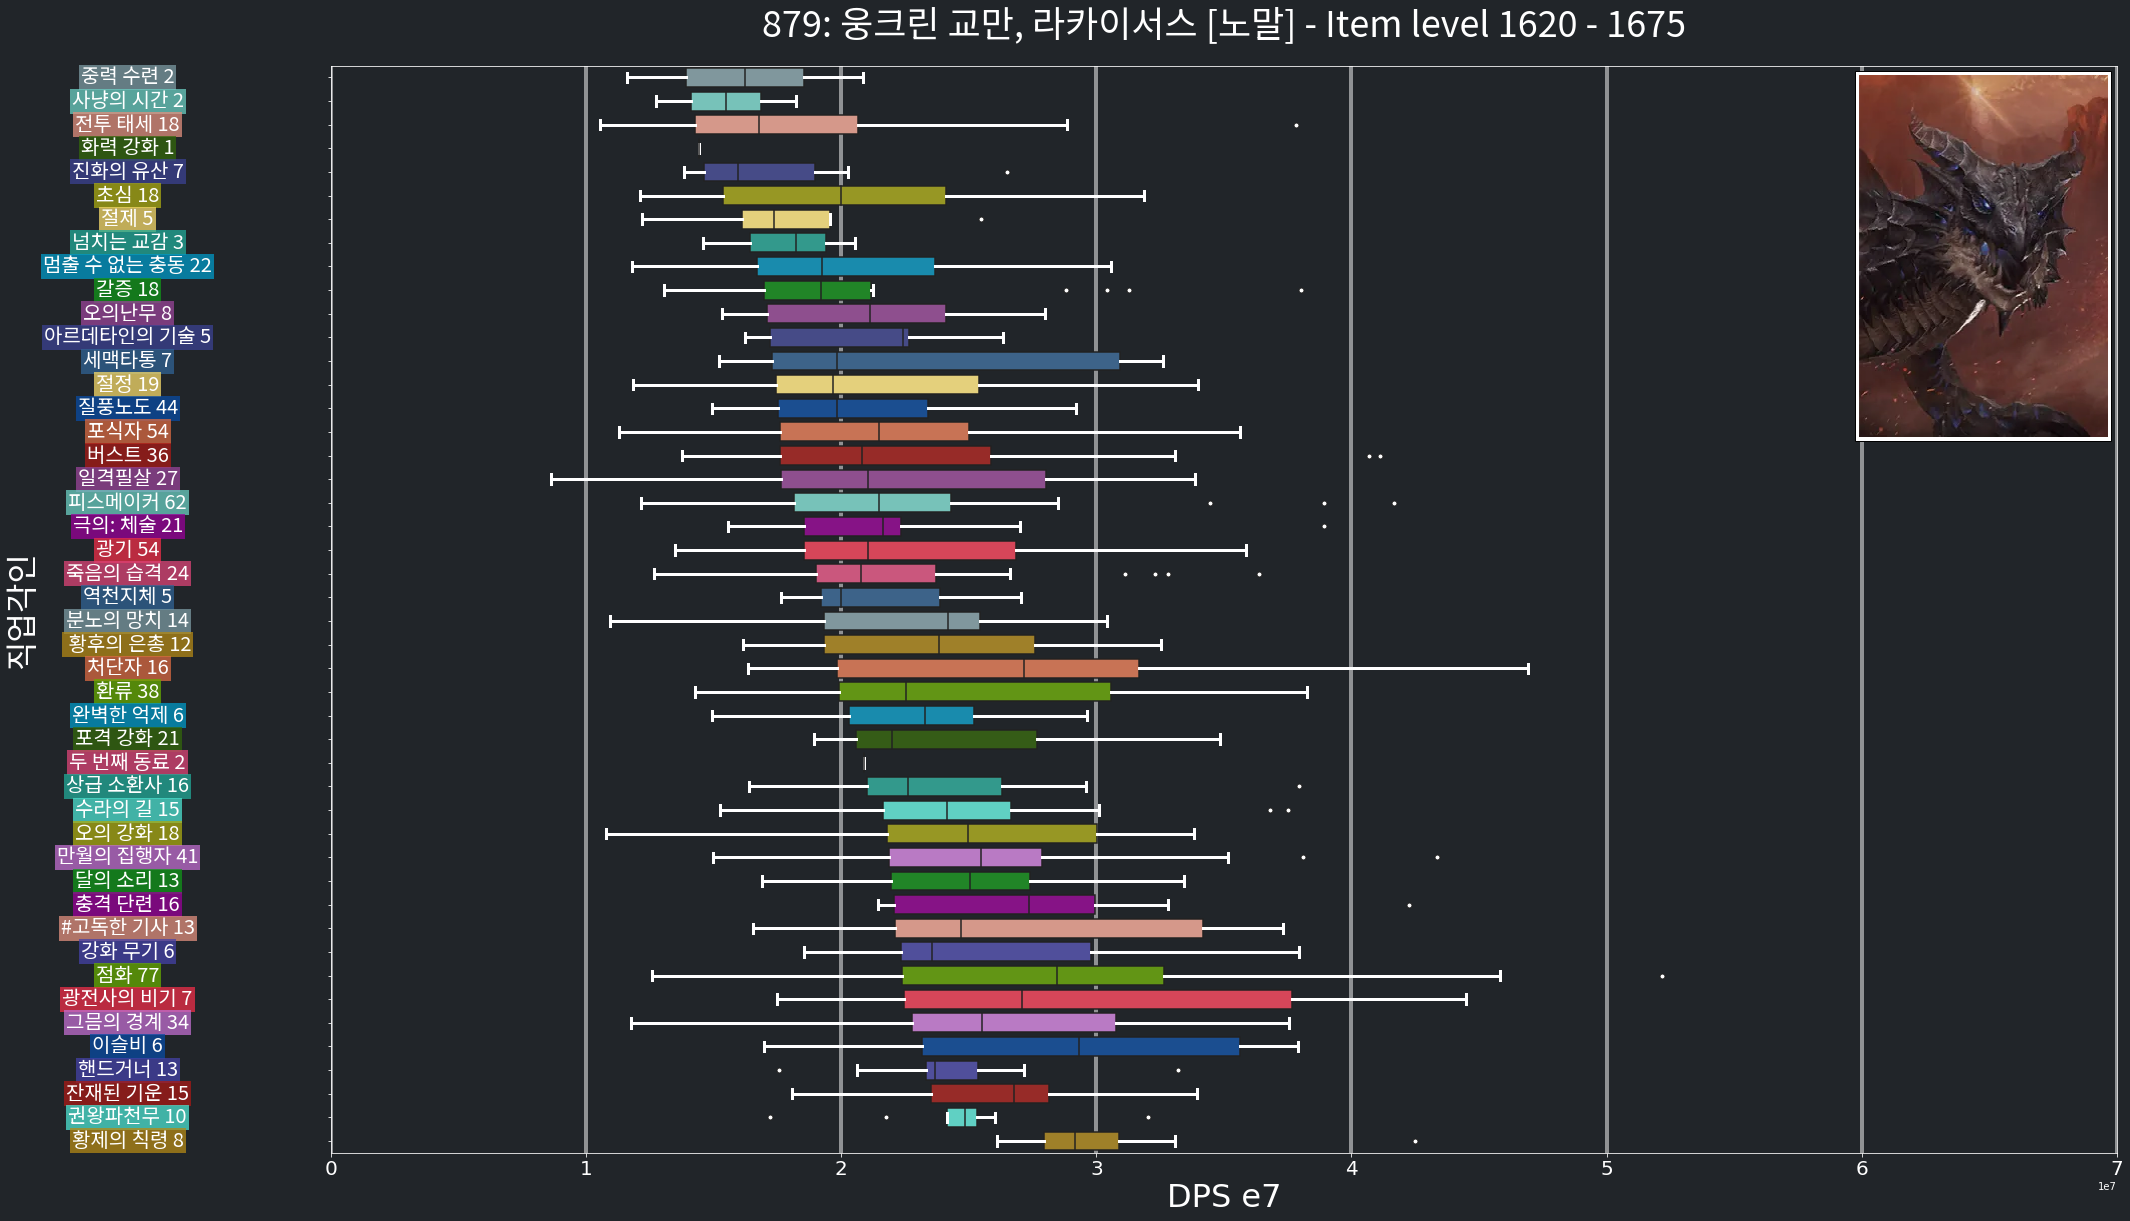 879: 웅크린 교만, 라카이서스 [노말] - Item level 1620 - 1675
중력 수련 2
사냥의 시간 2
전투 태세 18
화력 강화 1
진화의 유산 7
초심 18
절제 5
넘치는 교감 3
멈출 수 없는 충동 22
갈증 18
오의난무 8
아르데타인의 기술 5
세맥타통 7
절정 19
질풍노도 44
포식자 54
버스트 36
일격필살 27
피스메이커 62
극의: 체술 21
광기 54
죽음의 습격 24
역천지체 5
분노의 망치 14
황후의 은총 12
처단자 16
환류 38
완벽한 억제 6
포격 강화 21
두 번째 동료 2
상급 소환사 16
수라의 길 15
오의 강화 18
만월의 집행자 41
달의 소리 13
충격 단련 16
#고독한 기사 13
강화 무기 6
점화 77
광전사의 비기 7
그믐의 경계 34
이슬비 6
핸드거너 13
잔재된 기운 15
권왕파천무 10
황제의 칙령 8
직업각인
0 1 2 3 4 5 6 7
1e7
DPS e7